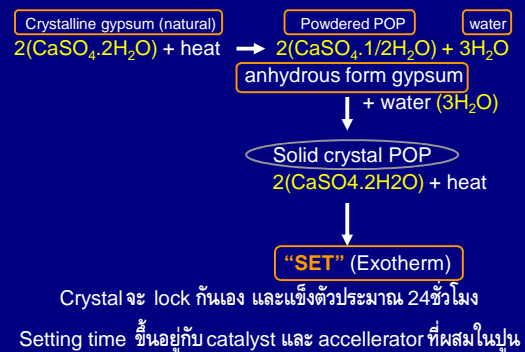 Crystalline gypsum (natural) Powdered POP water
2(CaSO₄.2H₂O) + heat → 2(CaSO₄.1/2H₂O) + 3H₂O
anhydrous form gypsum
+ water (3H₂O)
Solid crystal POP
2(CaSO4.2H2O) + heat
“SET” (Exotherm)
Crystal จะ lock กันเอง และแข็งตัวประมาณ 24ชั่วโมง
Setting time ขึ้นอยู่กับ catalyst และ accellerator ที่ผสมในปูน